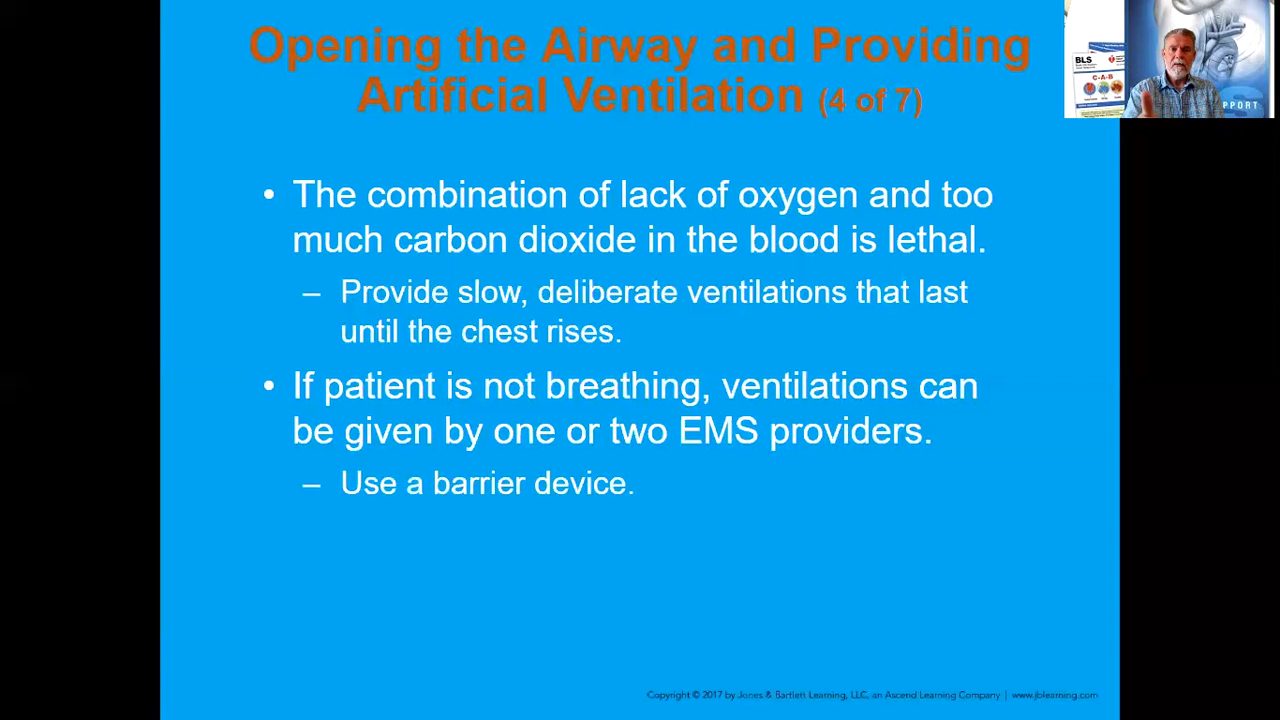 Opening the Airway and Providing
Artificial Ventilation (4 of 7)
• The combination of lack of oxygen and too
much carbon dioxide in the blood is lethal.
– Provide slow, deliberate ventilations that last
until the chest rises.
• If patient is not breathing, ventilations can
be given by one or two EMS providers.
– Use a barrier device.
Copyright © 2017 by Jones & Bartlett Learning, LLC, an Ascend Learning Company | www.jblearning.com
BLS
C-A-B
PORT